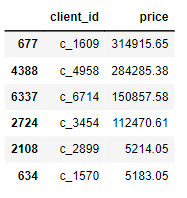 client_id price
677 c_1609 314915.65
4388 c_4958 284285.38
6337 c_6714 150857.58
2724 c_3454 112470.61
2108 c_2899 5214.05
634 c_1570 5183.05